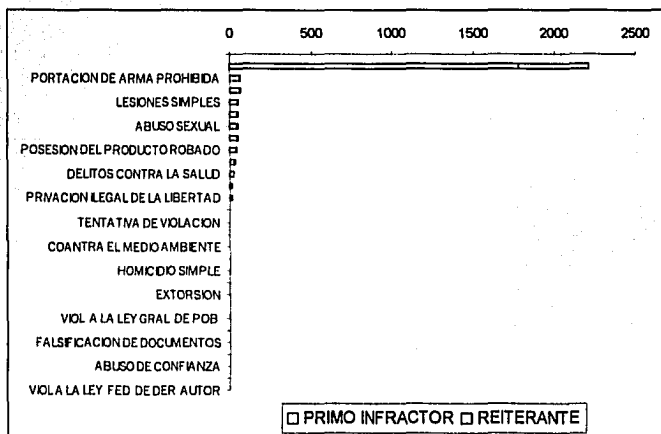 0 500 1000 1500 2000 2500
PORTACION DE ARMA PROHIBIDA
LESIONES SIMPLES
ABUSO SEXUAL
POSESION DEL PRODUCTO ROBADO
DELITOS CONTRA LA SALUD
PRIVACION ILEGAL DE LA LIBERTAD
TENTATIVA DE VIOLACION
COANTRA EL MEDIO AMBIENTE
HOMICIDIO SIMPLE
EXTORSION
VIOL A LA LEY GRAL DE POB
FALSIFICACION DE DOCUMENTOS
ABUSO DE CONFIANZA
VIOL A LA LEY FED DE DER AUTOR
PRIMO INFRACTOR REITERANTE